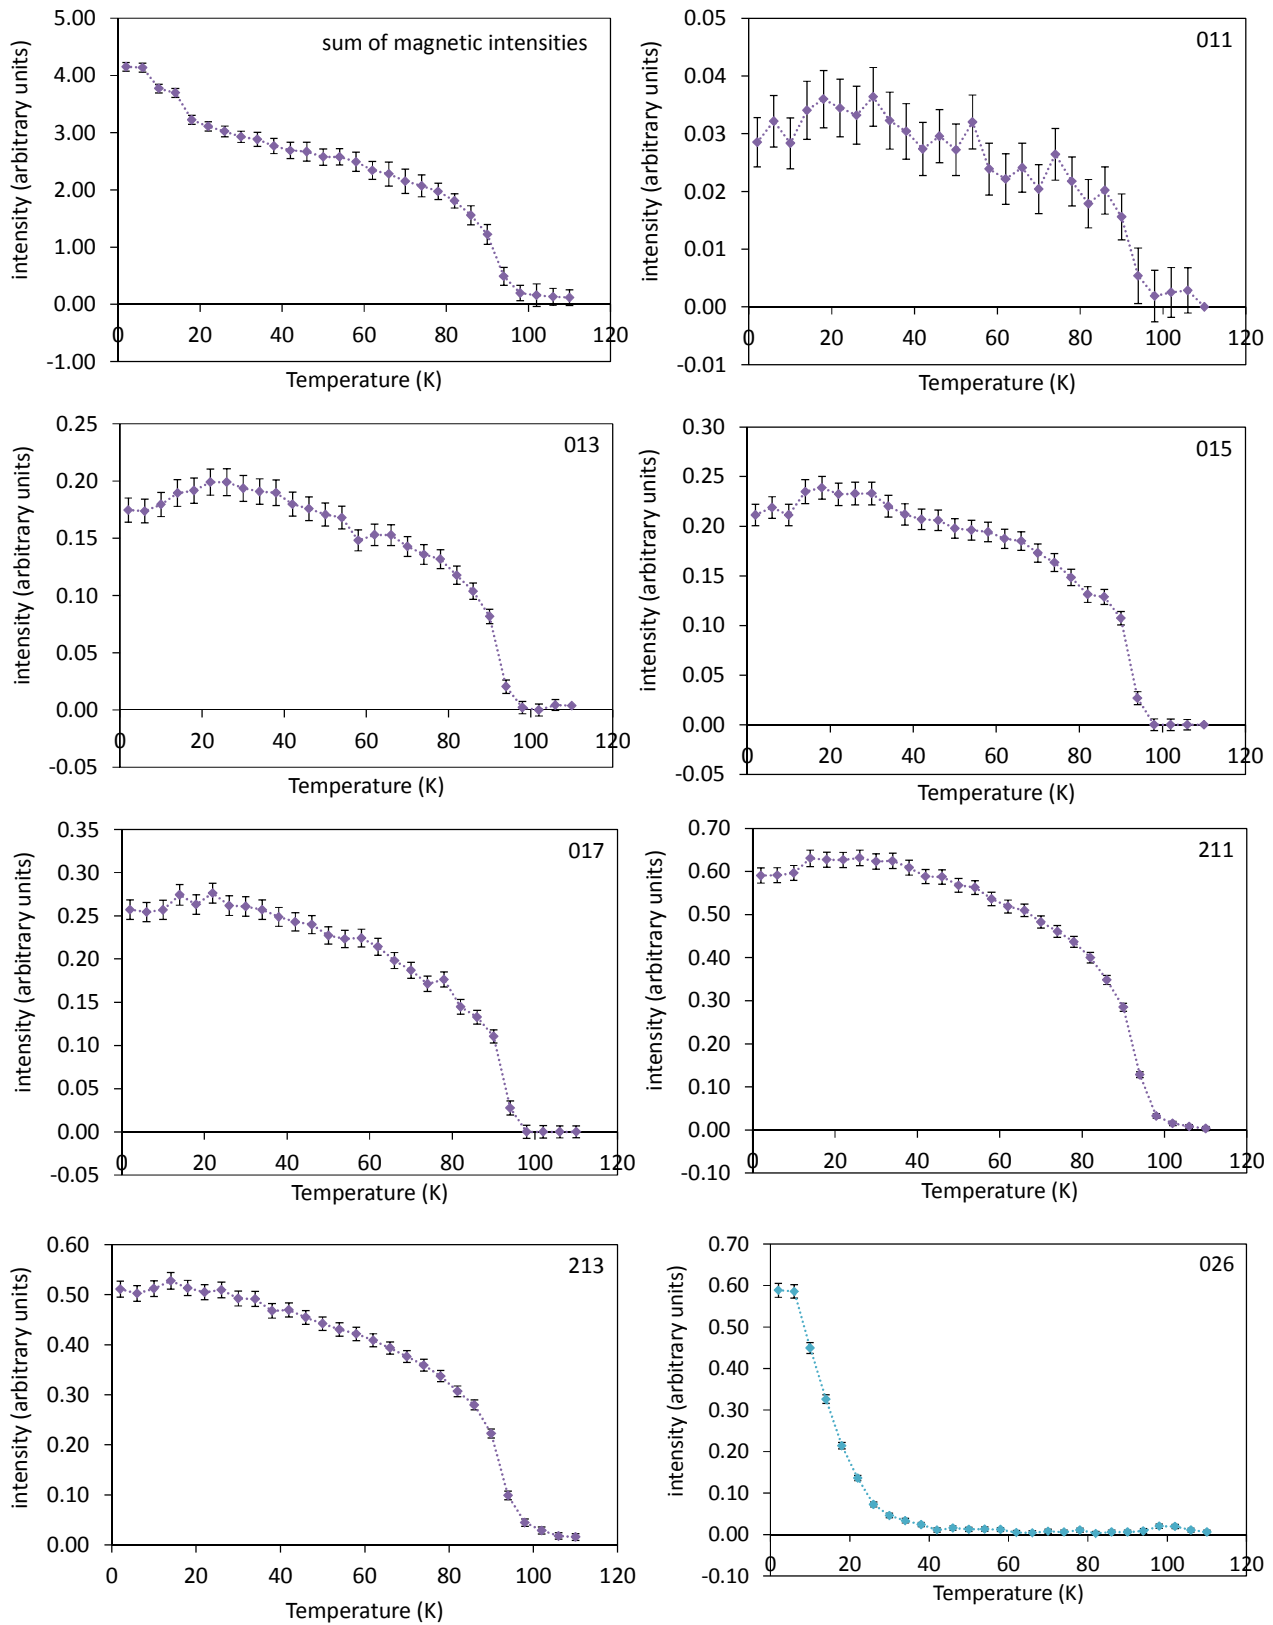 sum of magnetic intensities
5.00
4.00
3.00
2.00
1.00
0.00
-1.00
0 20 40 60 80 100 120
intensity (arbitrary units)
Temperature (K)
011
0.05
0.04
0.03
0.02
0.01
0.00
-0.01
0 20 40 60 80 100 120
intensity (arbitrary units)
Temperature (K)
013
0.25
0.20
0.15
0.10
0.05
0.00
-0.05
0 20 40 60 80 100 120
intensity (arbitrary units)
Temperature (K)
015
0.30
0.25
0.20
0.15
0.10
0.05
0.00
-0.05
0 20 40 60 80 100 120
intensity (arbitrary units)
Temperature (K)
017
0.35
0.30
0.25
0.20
0.15
0.10
0.05
0.00
-0.05
0 20 40 60 80 100 120
intensity (arbitrary units)
Temperature (K)
211
0.70
0.60
0.50
0.40
0.30
0.20
0.10
0.00
-0.10
0 20 40 60 80 100 120
intensity (arbitrary units)
Temperature (K)
213
0.60
0.50
0.40
0.30
0.20
0.10
0.00
0 20 40 60 80 100 120
intensity (arbitrary units)
Temperature (K)
026
0.70
0.60
0.50
0.40
0.30
0.20
0.10
0.00
-0.10
0 20 40 60 80 100 120
intensity (arbitrary units)
Temperature (K)